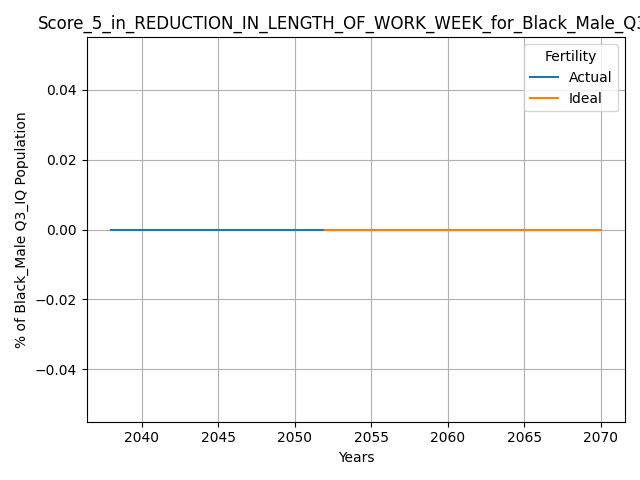 Score_5_in_REDUCTION_IN_LENGTH_OF_WORK_WEEK_for_Black_Male_Q3
Fertility
Actual
Ideal
0.04
0.02
0.00
−0.02
−0.04
% of Black_Male Q3_IQ Population
2040 2045 2050 2055 2060 2065 2070
Years